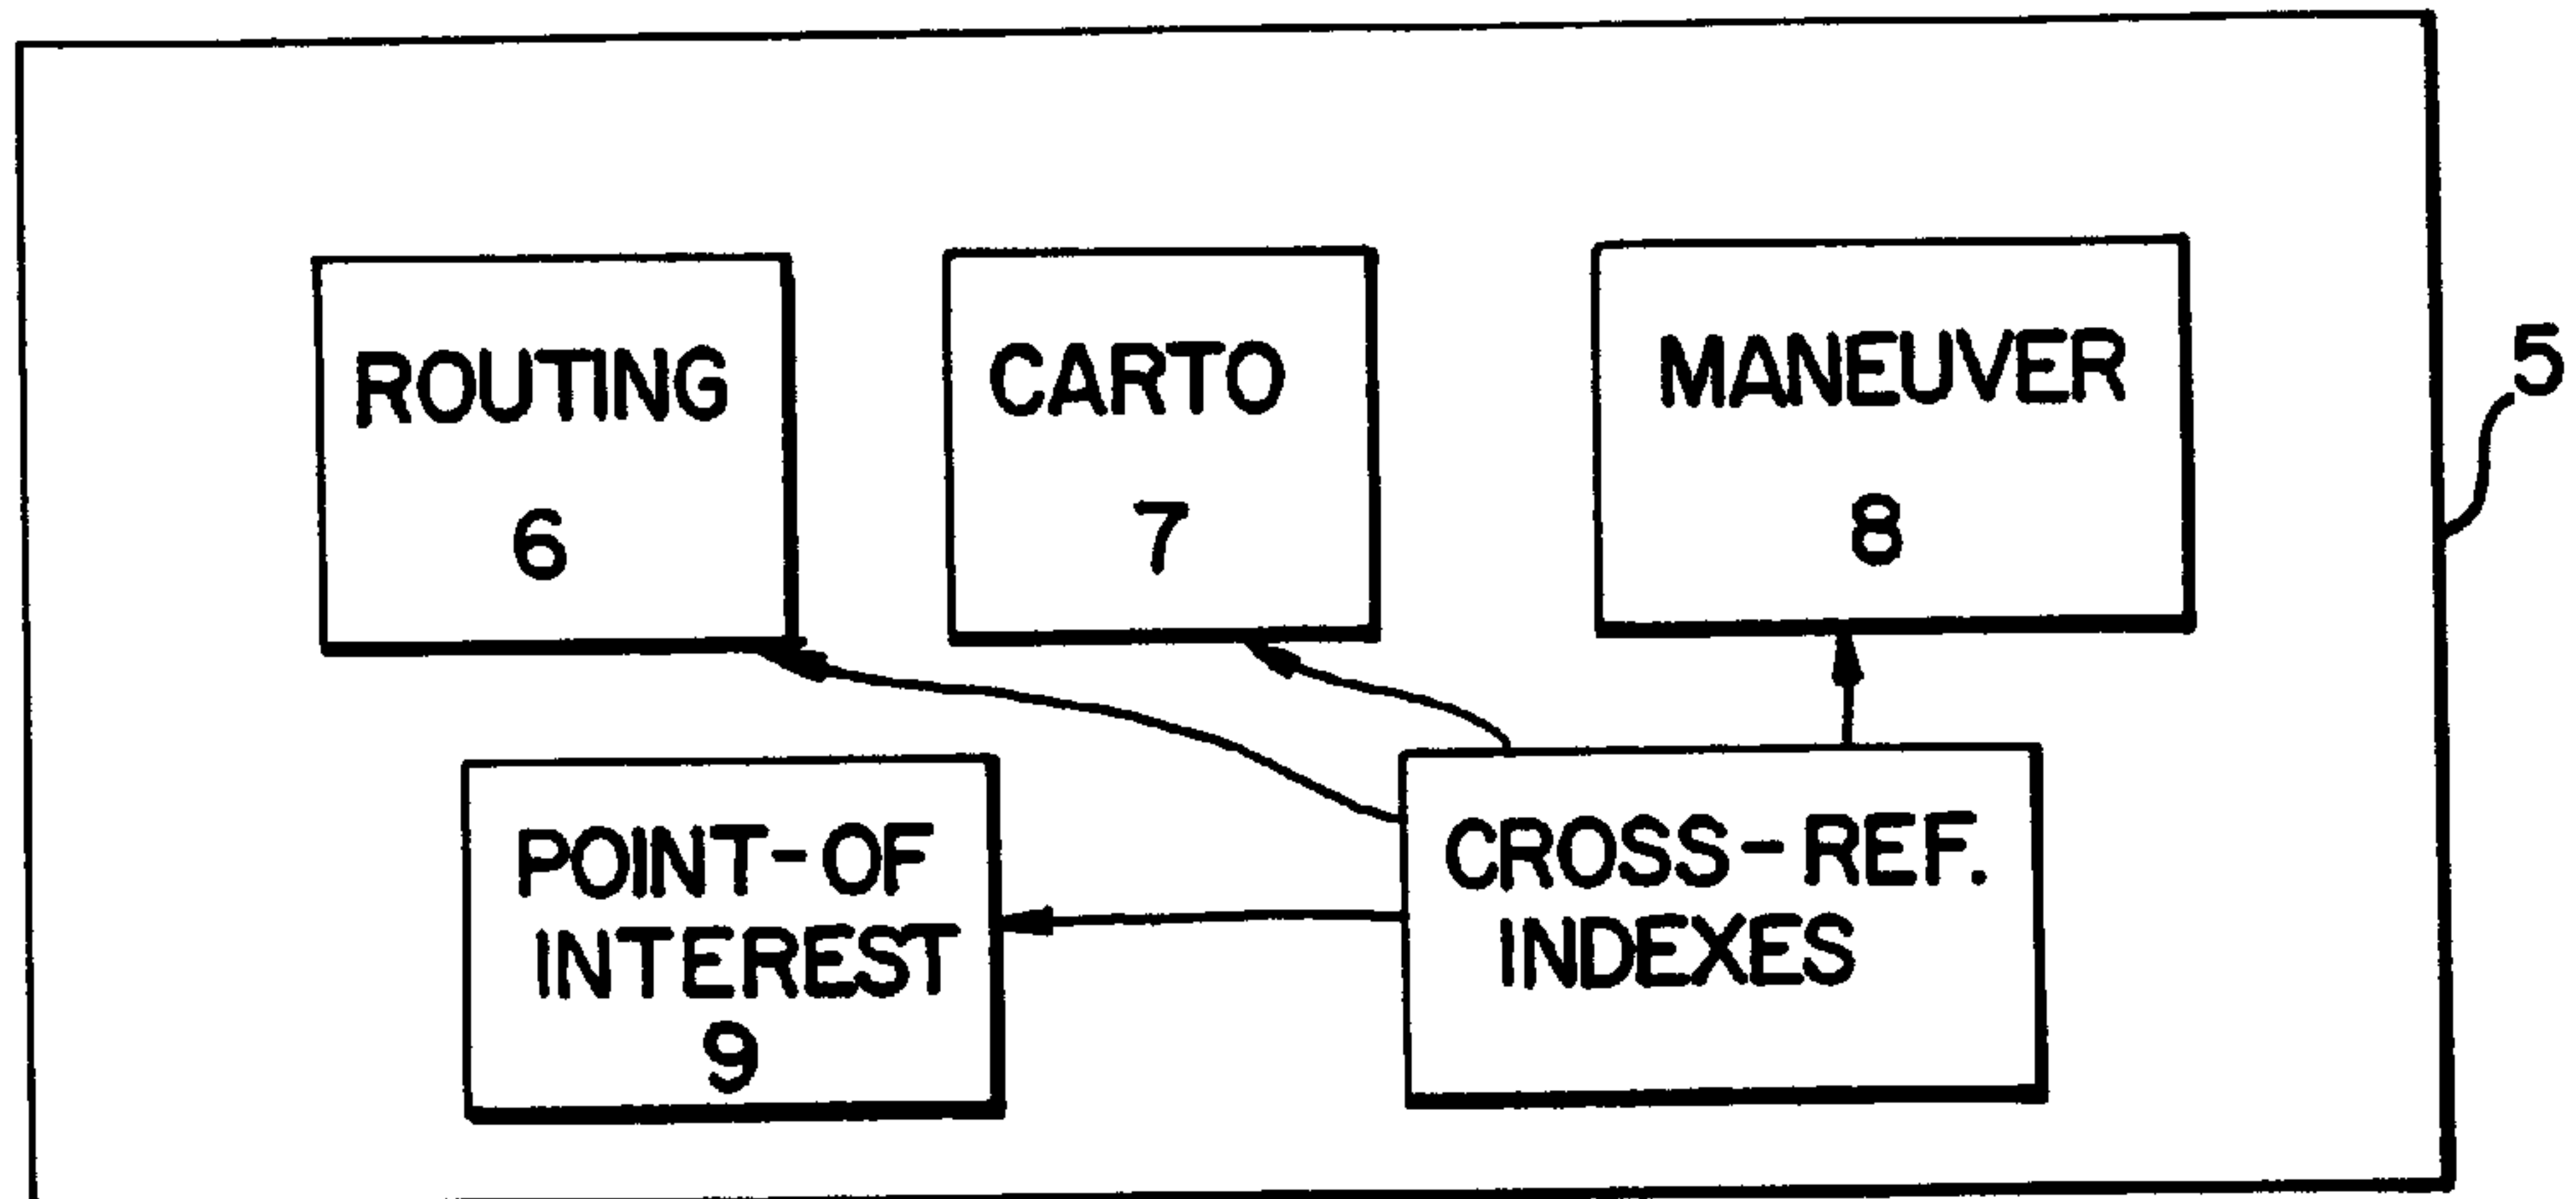 ROUTING
6
CARTO
7
MANEUVER
8
5
POINT-OF
INTEREST
9
CROSS-REF.
INDEXES